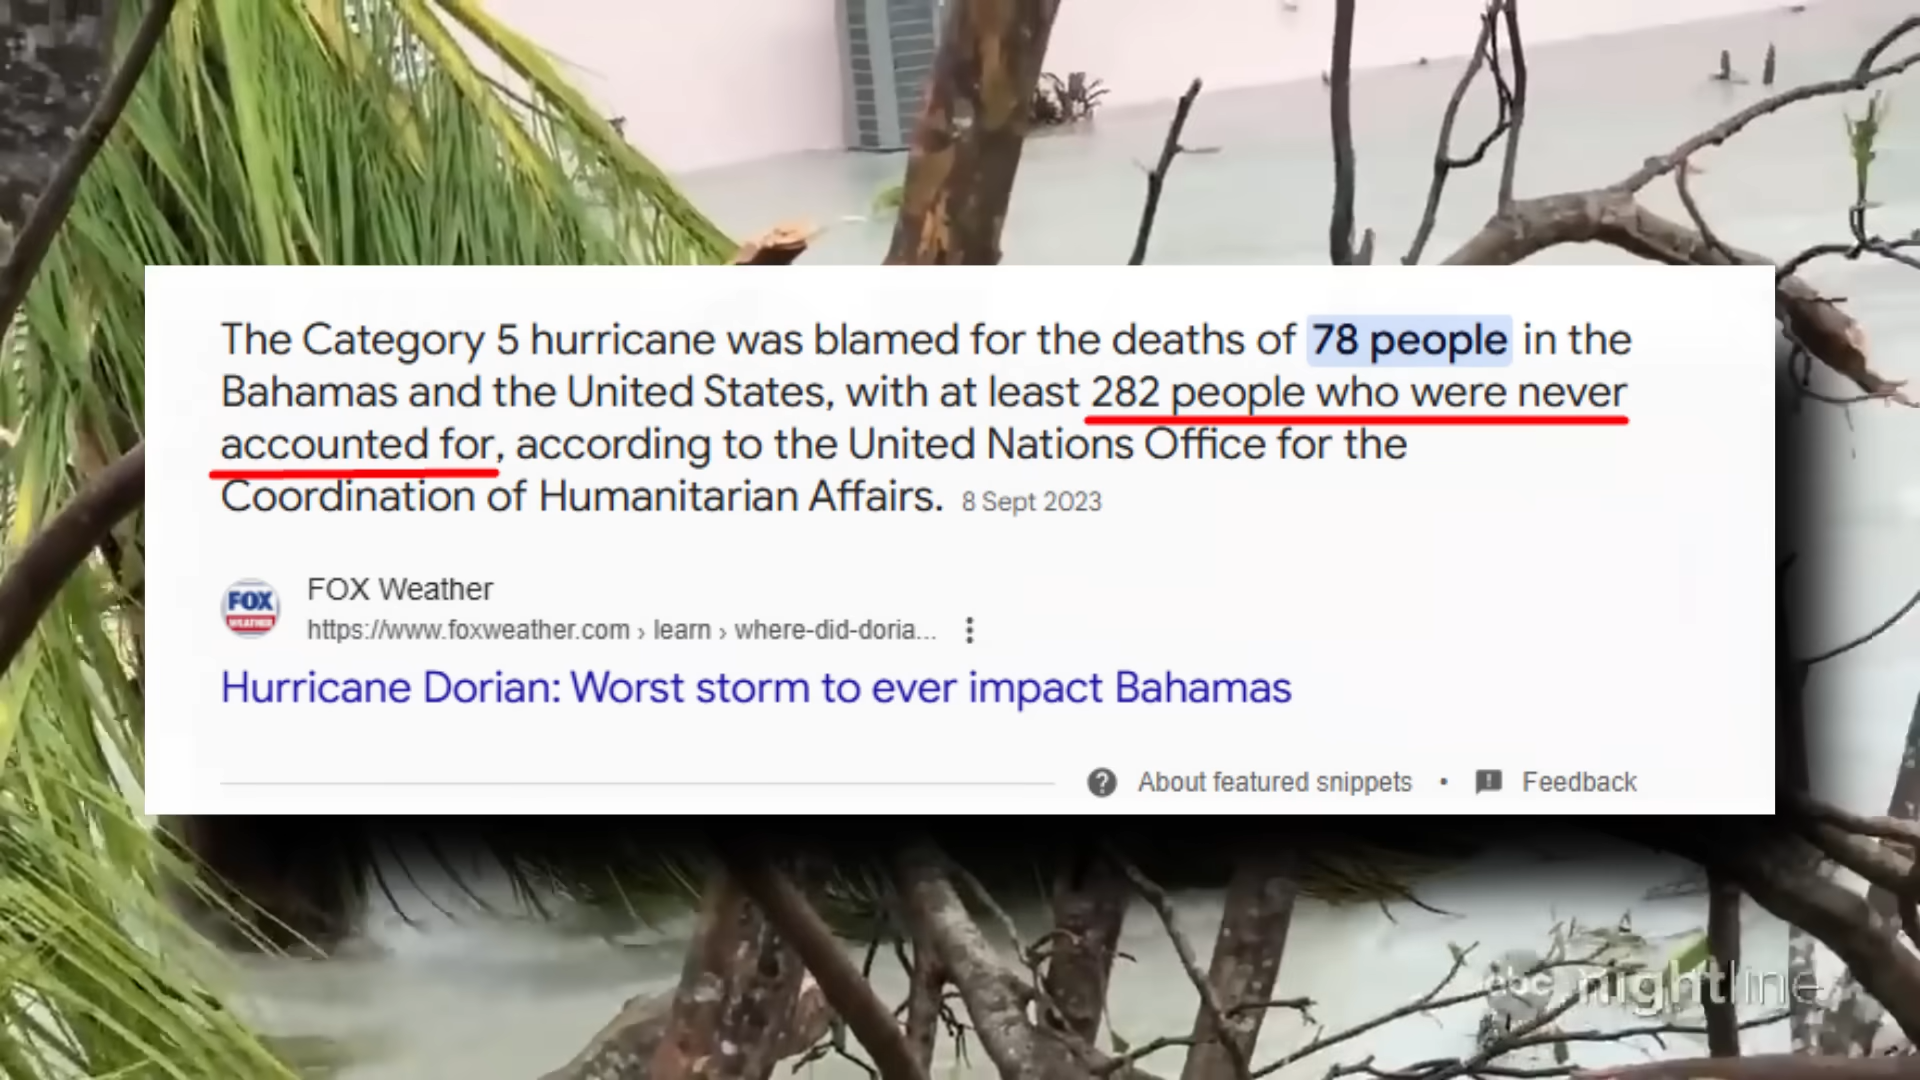 The Category 5 hurricane was blamed for the deaths of 78 people in the
Bahamas and the United States, with at least 282 people who were never
accounted for, according to the United Nations Office for the
Coordination of Humanitarian Affairs. 8 Sept 2023
FOX Weather
FOX
WEATHER
https://www.foxweather.com › learn › where-did-doria...
Hurricane Dorian: Worst storm to ever impact Bahamas
About featured snippets • Feedback
abc nightline